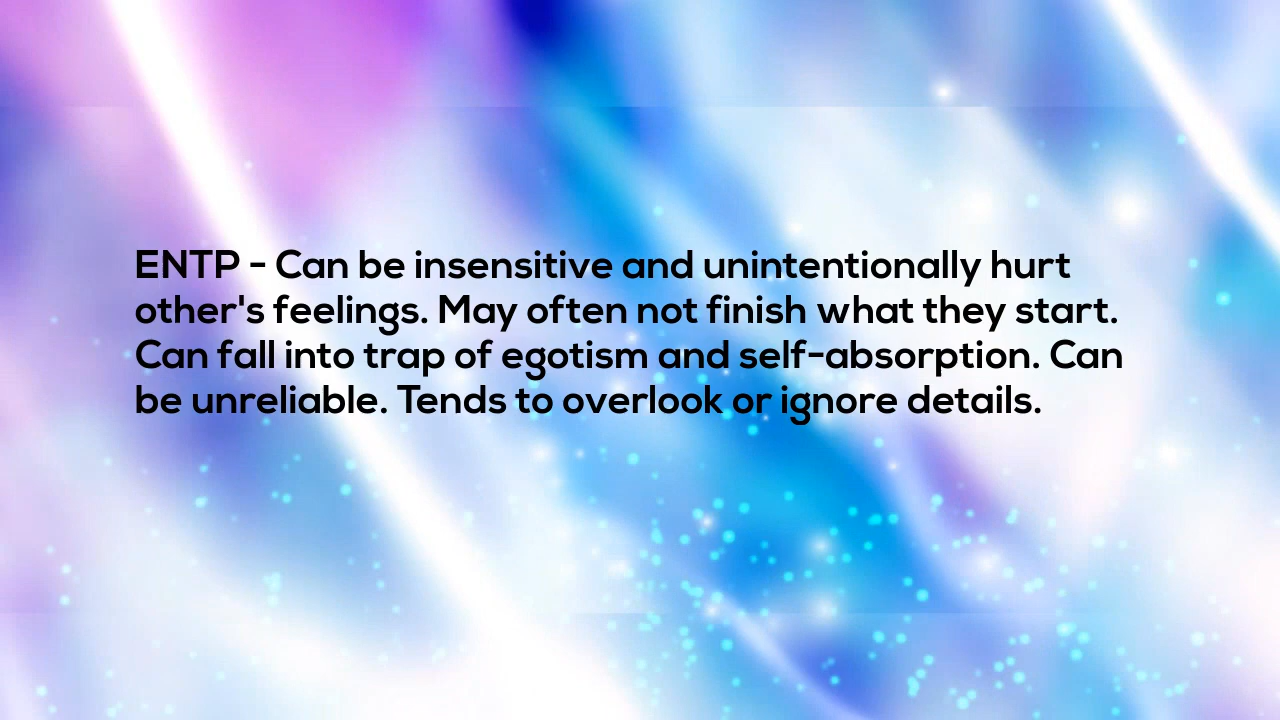 ENTP - Can be insensitive and unintentionally hurt
other's feelings. May often not finish what they start.
Can fall into trap of egotism and self-absorption. Can
be unreliable. Tends to overlook or ignore details.